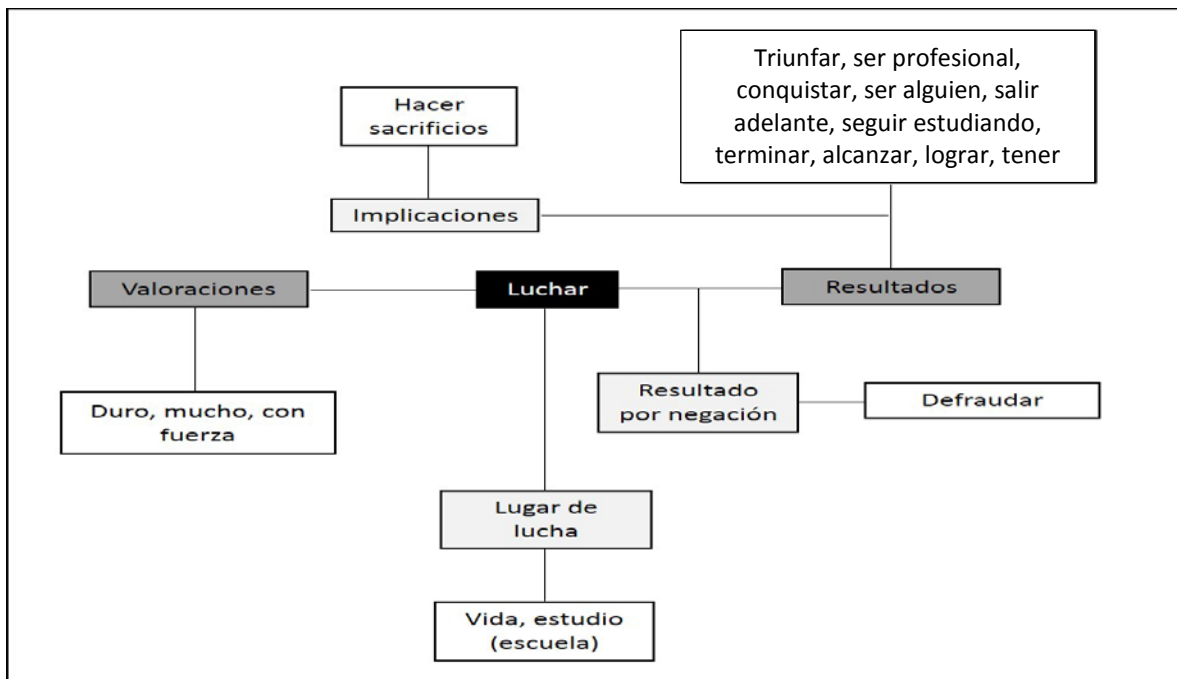 Triunfar, ser profesional,
conquistar, ser alguien, salir
adelante, seguir estudiando,
terminar, alcanzar, lograr, tener
Hacer
sacrificios
Implicaciones
Valoraciones
Luchar
Resultados
Duro, mucho, con
fuerza
Resultado
por negación
Defraudar
Lugar de
lucha
Vida, estudio
(escuela)